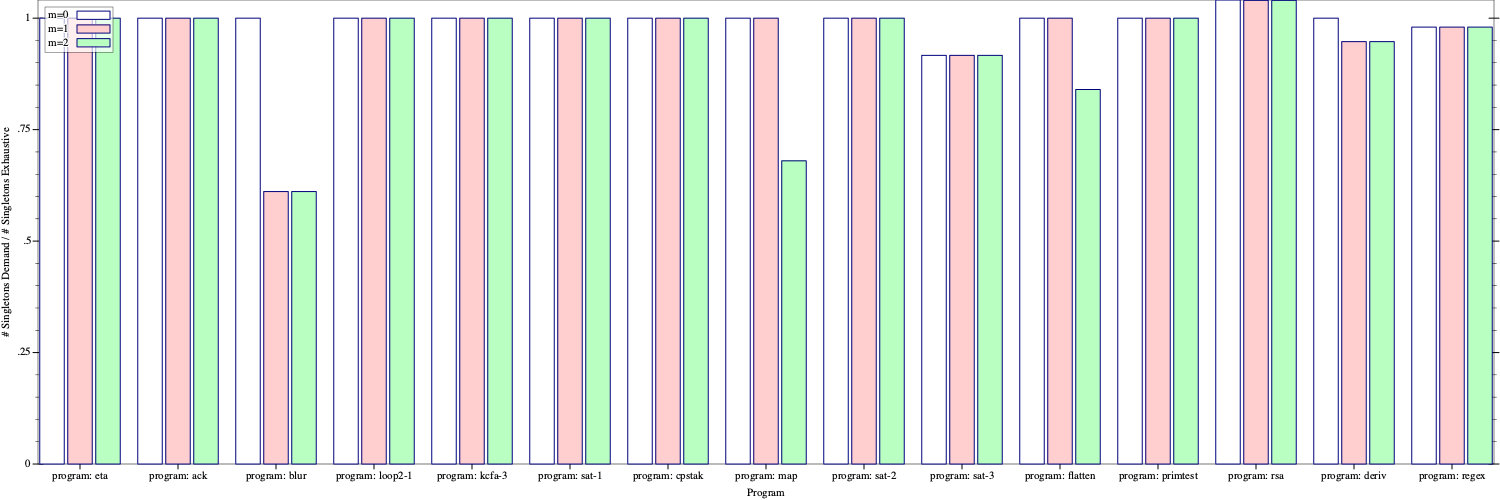 m=0
m=1
m=2
1
.75
.5
.25
0
# Singletons Demand / # Singletons Exhaustive
program: eta
program: ack
program: blur
program: loop2-1
program: kcfa-3
program: sat-1
program: cpstak
program: map
program: sat-2
program: sat-3
program: flatten
program: primtest
program: rsa
program: deriv
program: regex
Program